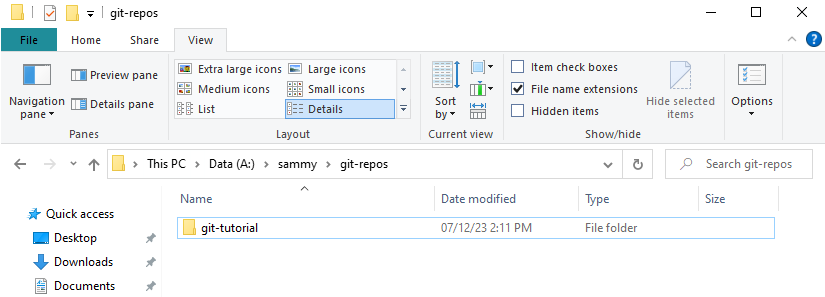 git-repos
File Home Share View
Navigation pane
Preview pane
Details pane
Panes
Extra large icons Large icons
Medium icons Small icons
List Details
Layout
Sort by
Current view
Item check boxes
File name extensions
Hidden items
Hide selected items
Show/hide
Options
This PC > Data (A:) > sammy > git-repos
Search git-repos
Name Date modified Type Size
Quick access
git-tutorial 07/12/23 2:11 PM File folder
Desktop
Downloads
Documents